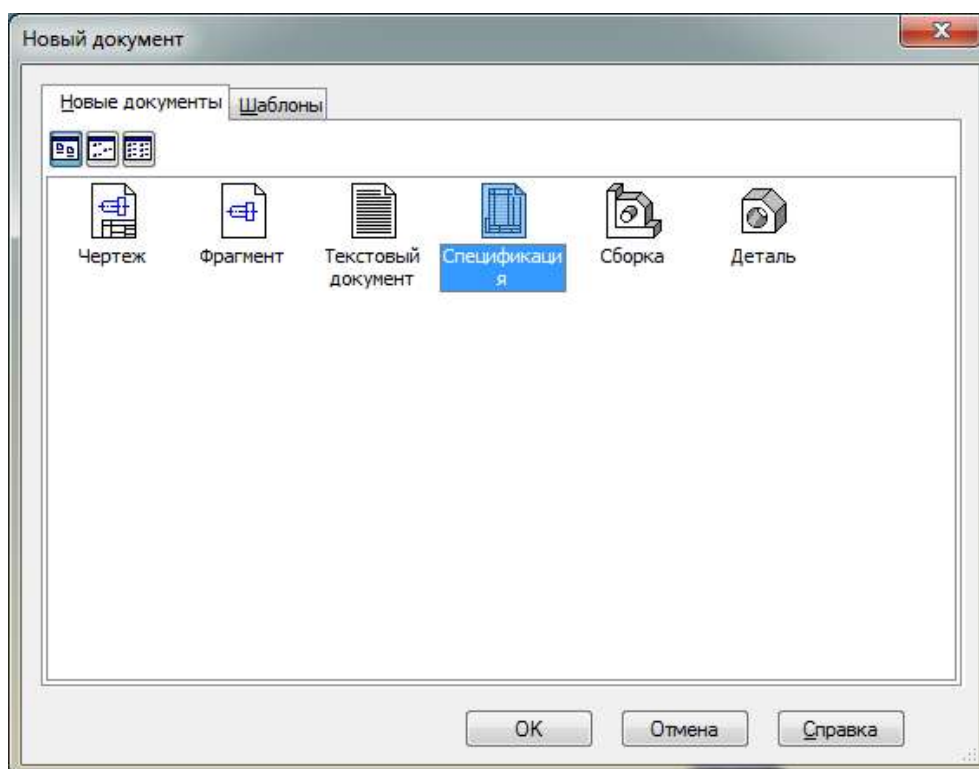 Новый документ
Новые документы Шаблоны
Чертеж Фрагмент Текстовый документ Спецификаци я Сборка Деталь
OK Отмена Справка